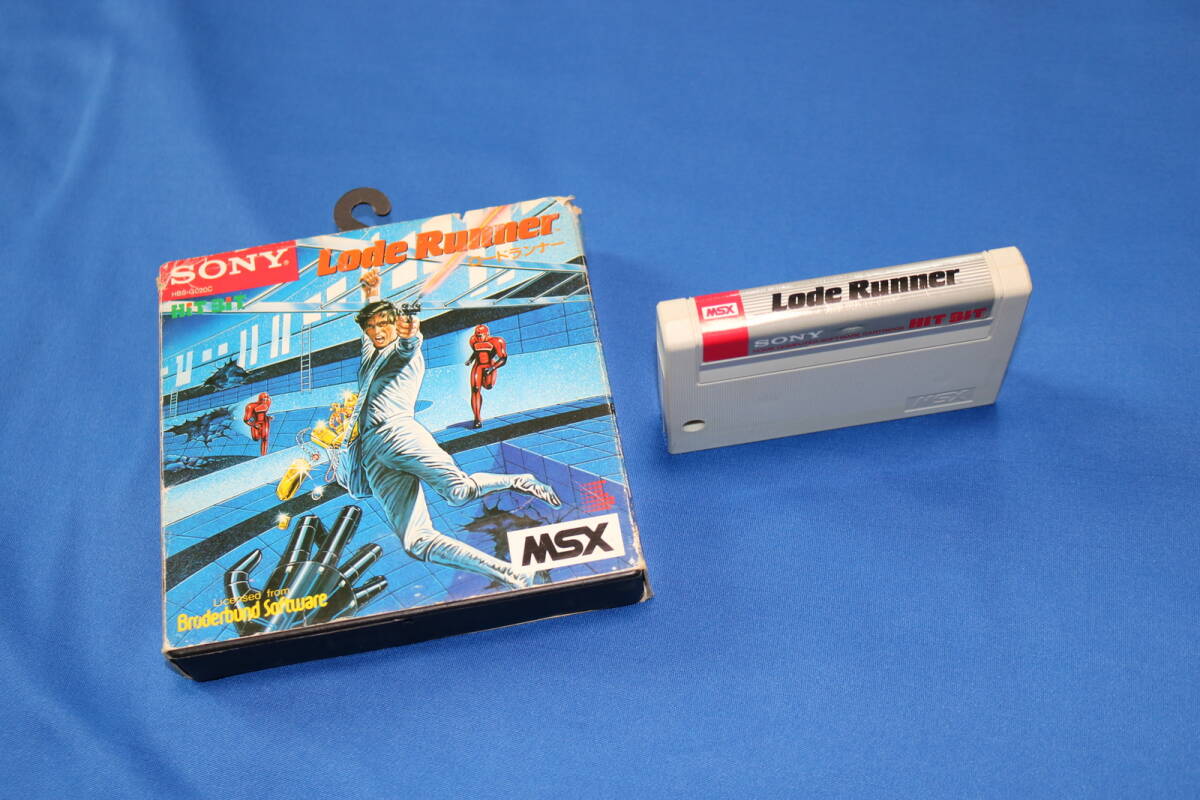 SONY
HBS-G020C
HiT BiT
Lode Runner
ロードランナー
MSX
Licensed from
Broderbund Software
MSX
Lode Runner
SONY
HIT BIT
MSX